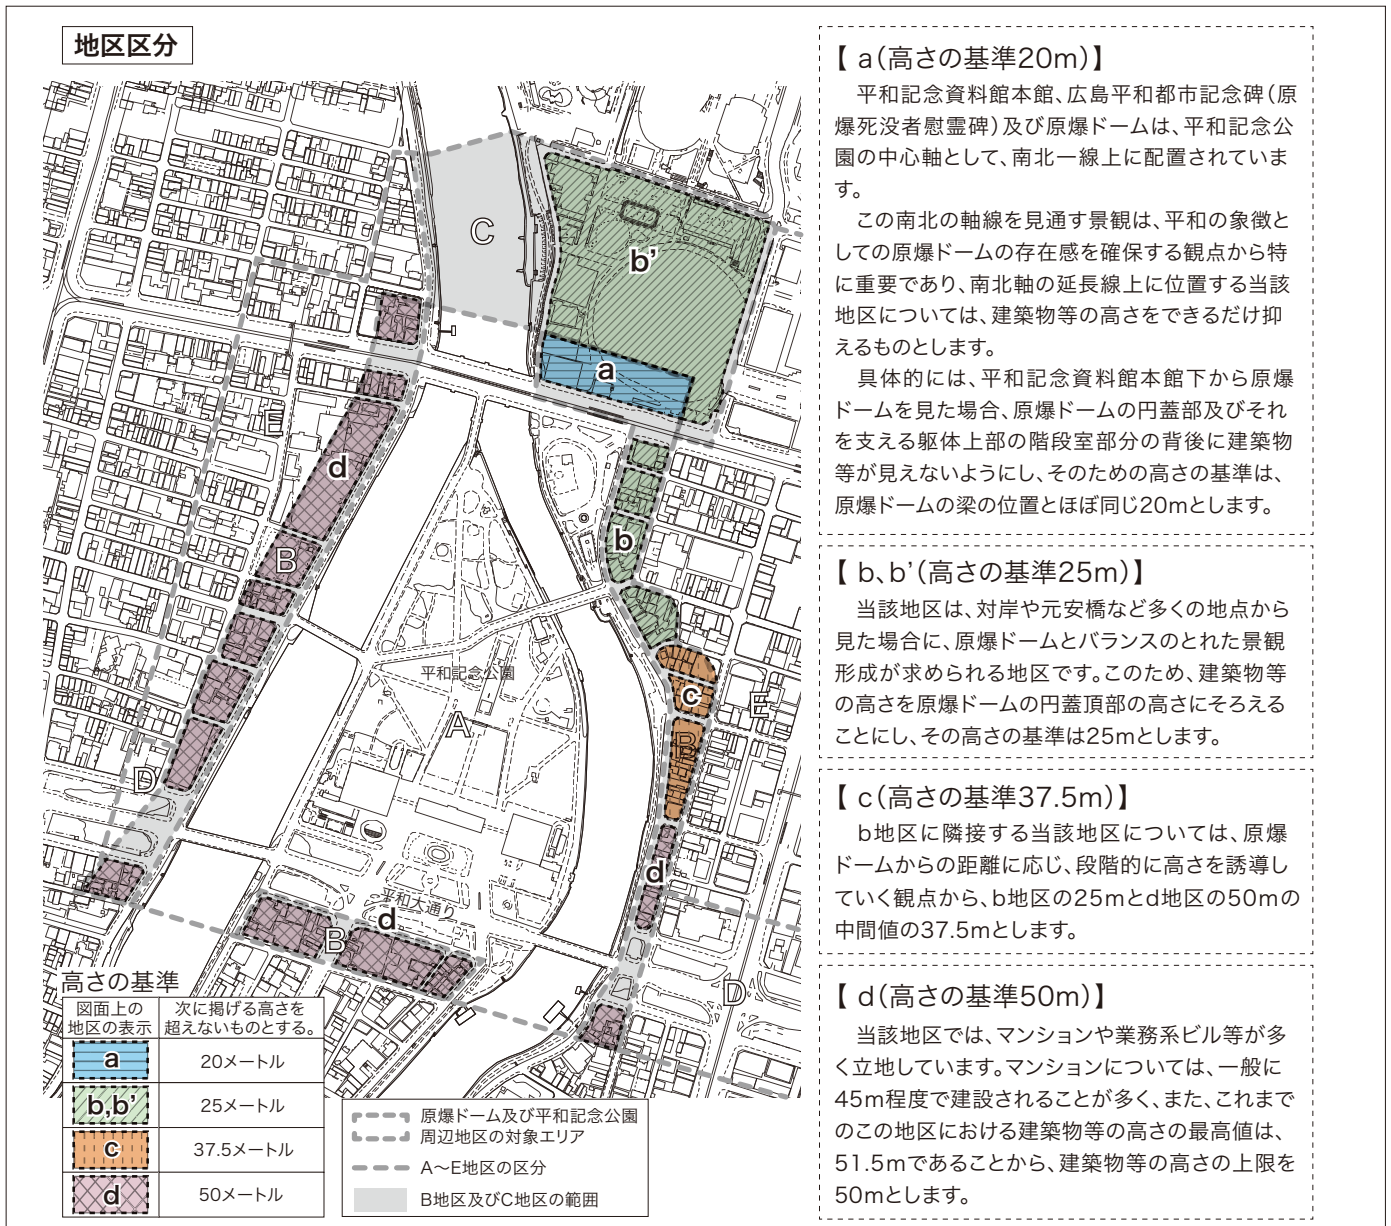 地区区分
C
b’
a
E
d
b
B
平和記念公園
A
c
E
B
D
d
平和大通り
d
B
D
高さの基準
図面上の
地区の表示
次に掲げる高さを
超えないものとする。
a
20メートル
b,b’
25メートル
c
37.5メートル
d
50メートル
原爆ドーム及び平和記念公園
周辺地区の対象エリア
A〜E地区の区分
B地区及びC地区の範囲
【 a(高さの基準20m)】
平和記念資料館本館、広島平和都市記念碑(原
爆死没者慰霊碑)及び原爆ドームは、平和記念公
園の中心軸として、南北一線上に配置されていま
す。
この南北の軸線を見通す景観は、平和の象徴と
しての原爆ドームの存在感を確保する観点から特
に重要であり、南北軸の延長線上に位置する当該
地区については、建築物等の高さをできるだけ抑
えるものとします。
具体的には、平和記念資料館本館下から原爆
ドームを見た場合、原爆ドームの円蓋部及びそれ
を支える躯体上部の階段室部分の背後に建築物
等が見えないようにし、そのための高さの基準は、
原爆ドームの梁の位置とほぼ同じ20mとします。
【 b、b’(高さの基準25m)】
当該地区は、対岸や元安橋など多くの地点から
見た場合に、原爆ドームとバランスのとれた景観
形成が求められる地区です。このため、建築物等
の高さを原爆ドームの円蓋頂部の高さにそろえる
ことにし、その高さの基準は25mとします。
【 c(高さの基準37.5m)】
b地区に隣接する当該地区については、原爆
ドームからの距離に応じ、段階的に高さを誘導し
ていく観点から、b地区の25mとd地区の50mの
中間値の37.5mとします。
【 d(高さの基準50m)】
当該地区では、マンションや業務系ビル等が多
く立地しています。マンションについては、一般に
45m程度で建設されることが多く、また、これまで
のこの地区における建築物等の高さの最高値は、
51.5mであることから、建築物等の高さの上限を
50mとします。